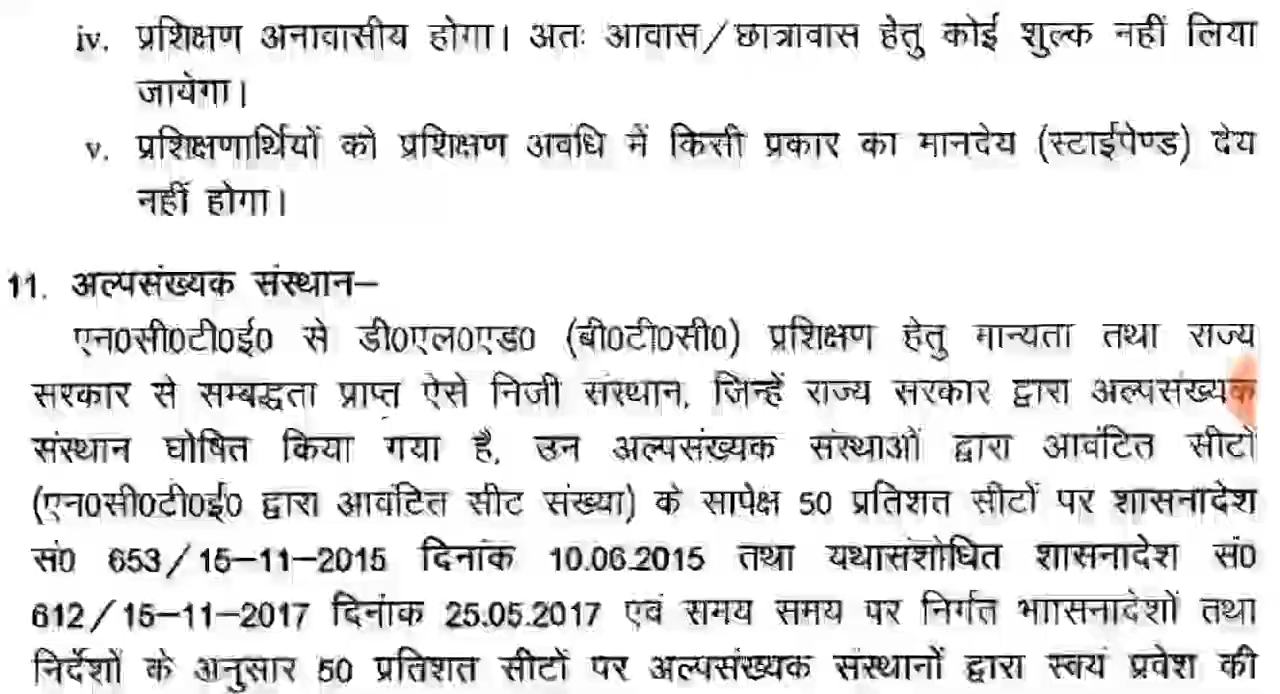 iv. प्रशिक्षण अनावासीय होगा। अतः आवास/छात्रावास हेतु कोई शुल्क नहीं लिया
जायेगा।
v. प्रशिक्षणार्थियों को प्रशिक्षण अवधि में किसी प्रकार का मानदेय (स्टाईपेण्ड) देय
नहीं होगा।
11. अल्पसंख्यक संस्थान–
एन0सी0टी0ई0 से डी0एल0एड0 (बी0टी0सी0) प्रशिक्षण हेतु मान्यता तथा राज्य
सरकार से सम्बद्धता प्राप्त ऐसे निजी संस्थान, जिन्हें राज्य सरकार द्वारा अल्पसंख्यक
संस्थान घोषित किया गया है, उन अल्पसंख्यक संस्थाओं द्वारा आवंटित सीटों
(एन0सी0टी0ई0 द्वारा आवंटित सीट संख्या) के सापेक्ष 50 प्रतिशत सीटों पर शासनादेश
सं0 653/15–11–2015 दिनांक 10.06.2015 तथा यथासंशोधित शासनादेश सं0
612/15–11–2017 दिनांक 25.05.2017 एवं समय समय पर निर्गत भाासनादेशों तथा
निर्देशों के अनुसार 50 प्रतिशत सीटों पर अल्पसंख्यक संस्थानों द्वारा स्वयं प्रवेश की